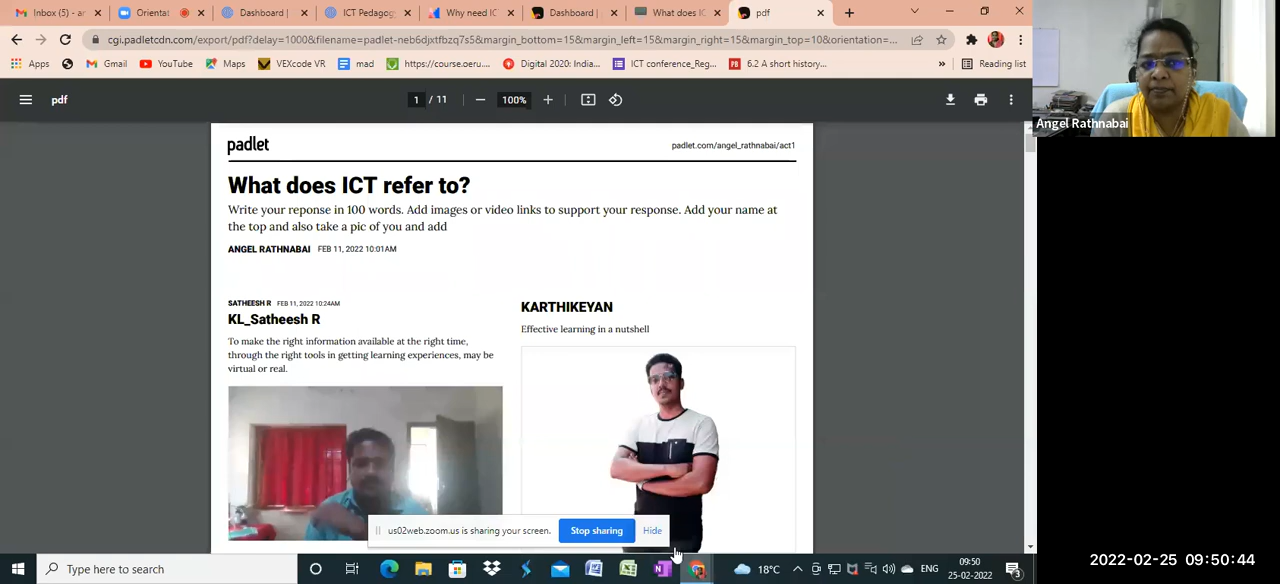 Inbox (5) - ar
Orientat
Dashboard |
ICT Pedagog
Why need IC
Dashboard |
What does IC
pdf
cgi.padletcdn.com/export/pdf?delay=1000&filename=padlet-neb6djxtfbzq7s5&margin_bottom=15&margin_left=15&margin_right=15&margin_top=10&orientation=...
Apps
Gmail
YouTube
Maps
VEXcode VR
mad
https://course.oeru....
Digital 2020: India...
ICT conference_Reg...
6.2 A short history...
»
Reading list
pdf
1 / 11
100%
padlet
padlet.com/angel_rathnabai/act1
What does ICT refer to?
Write your reponse in 100 words. Add images or video links to support your response. Add your name at
the top and also take a pic of you and add
ANGEL RATHNABAI FEB 11, 2022 10:01AM
SATHEESH R FEB 11, 2022 10:24AM
KL_Satheesh R
To make the right information available at the right time,
through the right tools in getting learning experiences, may be
virtual or real.
KARTHIKEYAN
Effective learning in a nutshell
us02web.zoom.us is sharing your screen.
Stop sharing
Hide
Type here to search
18°C
ENG
09:50
25-02-2022
3
Angel Rathnabai
2022-02-25 09:50:44